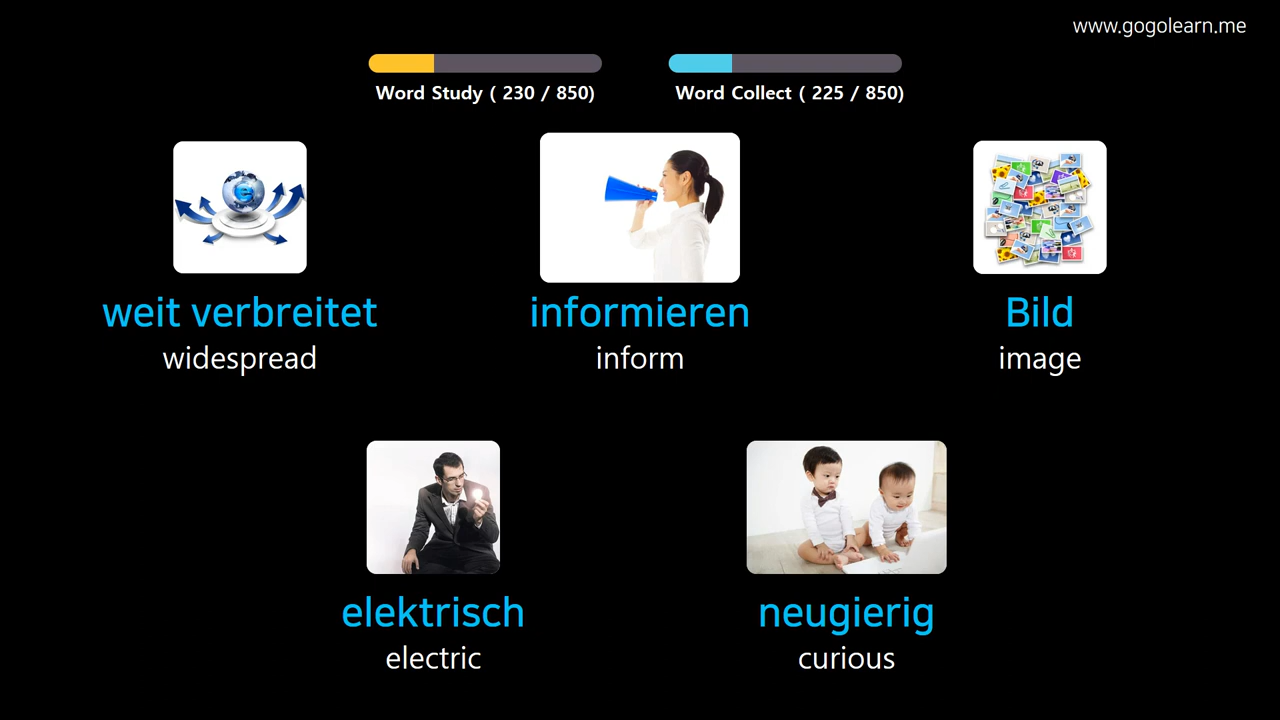 www.gogolearn.me
Word Study ( 230 / 850)
Word Collect ( 225 / 850)
weit verbreitet
widespread
informieren
inform
Bild
image
elektrisch
electric
neugierig
curious